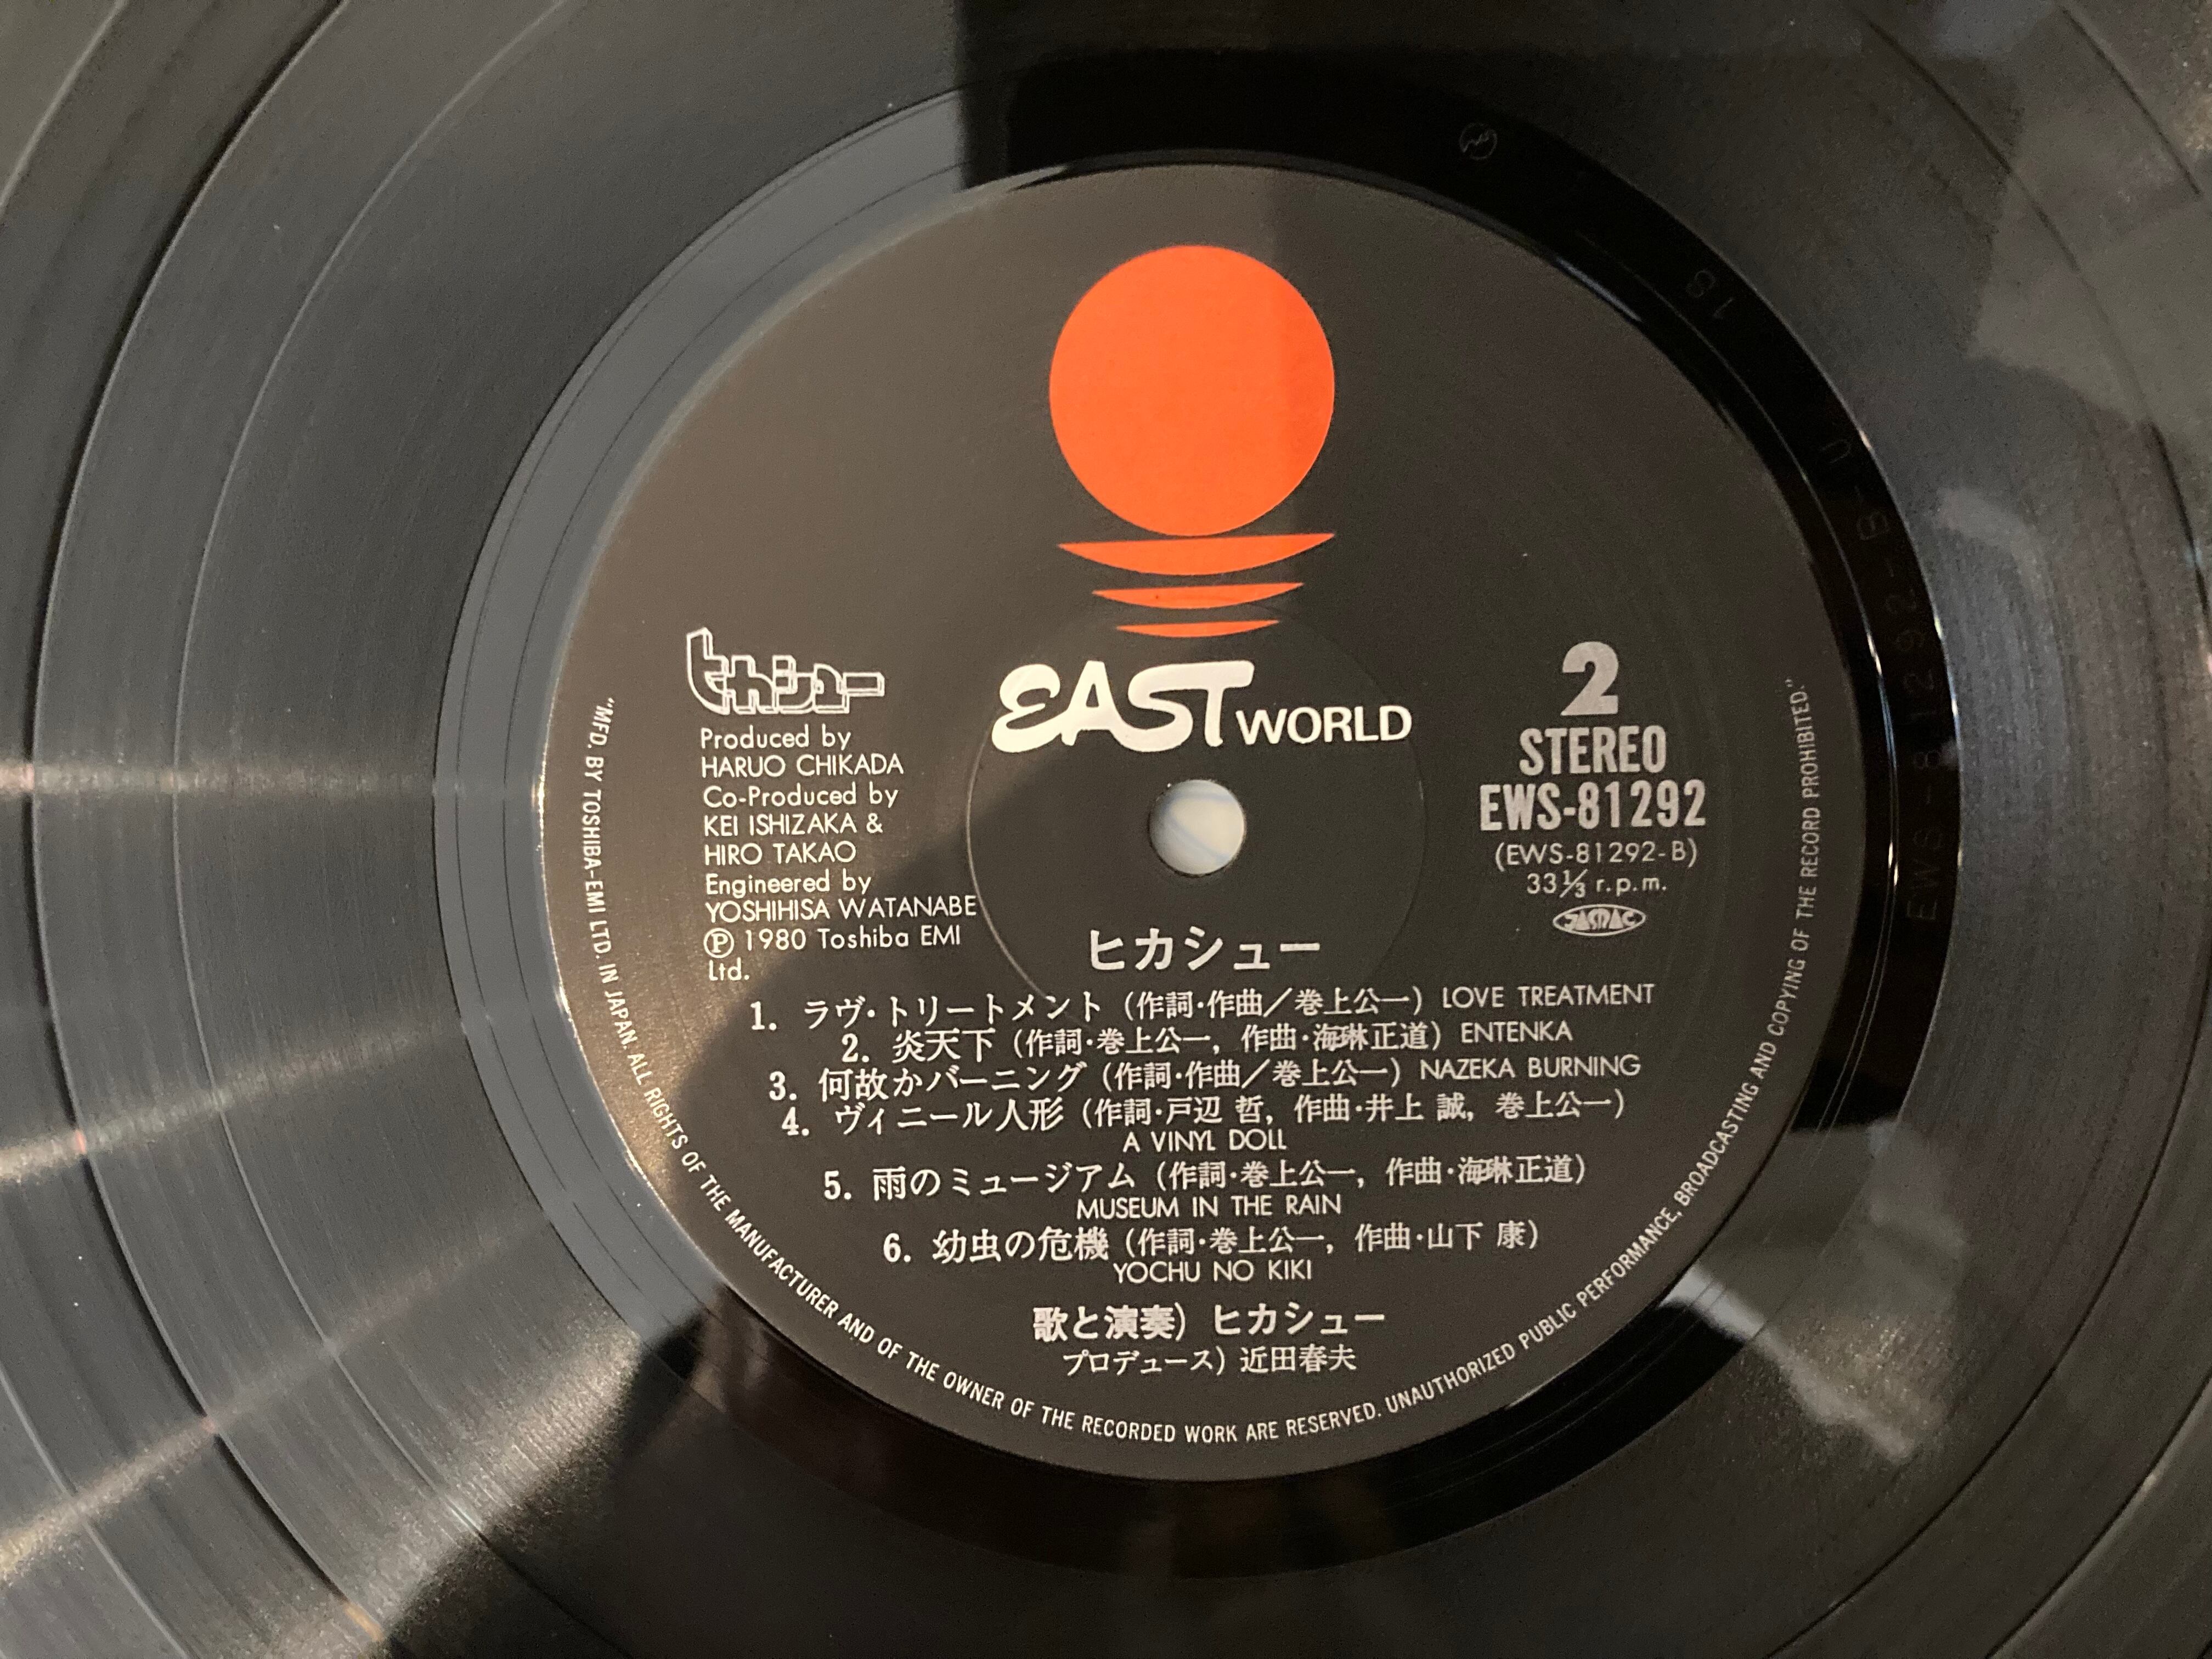 EAST WORLD
ヒカシュー
Produced by
HARUO CHIKADA
Co-Produced by
KEI ISHIZAKA &
HIRO TAKAO
Engineered by
YOSHIHISA WATANABE
Ⓟ 1980 Toshiba EMI
Ltd.
2
STEREO
EWS-81292
(EWS-81292-B)
33⅓ r.p.m.
JASRAC
ヒカシュー
1. ラヴ・トリートメント (作詞・作曲/巻上公一) LOVE TREATMENT
2. 炎天下 (作詞・巻上公一, 作曲・海琳正道) ENTENKA
3. 何故かバーニング (作詞・作曲/巻上公一) NAZEKA BURNING
4. ヴィニール人形 (作詞・戸辺 哲, 作曲・井上 誠, 巻上公一)
A VINYL DOLL
5. 雨のミュージアム (作詞・巻上公一, 作曲・海琳正道)
MUSEUM IN THE RAIN
6. 幼虫の危機 (作詞・巻上公一, 作曲・山下 康)
YOCHU NO KIKI
歌と演奏) ヒカシュー
プロデュース) 近田春夫
"MFD. BY TOSHIBA-EMI LTD. IN JAPAN. ALL RIGHTS OF THE MANUFACTURER AND OF THE OWNER OF THE RECORDED WORK ARE RESERVED. UNAUTHORIZED PUBLIC PERFORMANCE, BROADCASTING AND COPYING OF THE RECORD PROHIBITED."
EWS-81292-B-U